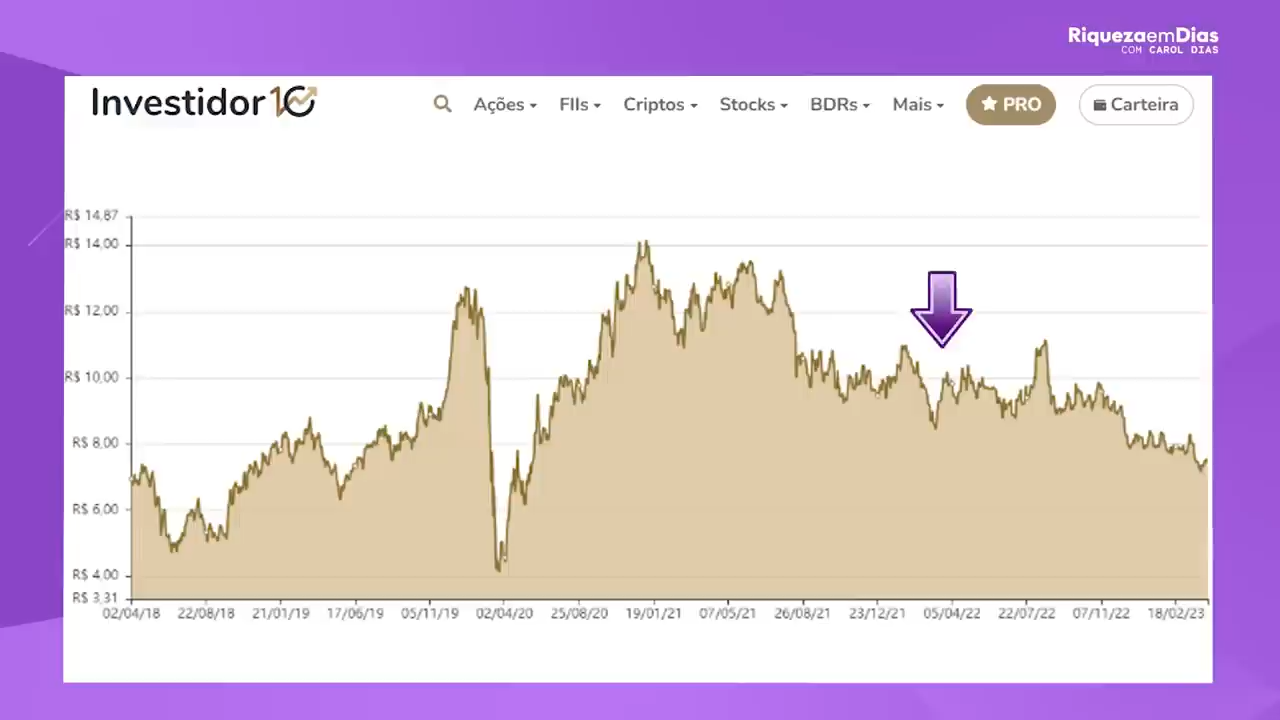 RiquezaemDias
COM CAROL DIAS
Investidor 10
Ações
FIIs
Criptos
Stocks
BDRs
Mais
PRO
Carteira
R$ 14,87
R$ 14,00
R$ 12,00
R$ 10,00
R$ 8,00
R$ 6,00
R$ 4,00
R$ 3,31
02/04/18 22/08/18 21/01/19 17/06/19 05/11/19 02/04/20 25/08/20 19/01/21 07/05/21 26/08/21 23/12/21 05/04/22 22/07/22 07/11/22 18/02/23